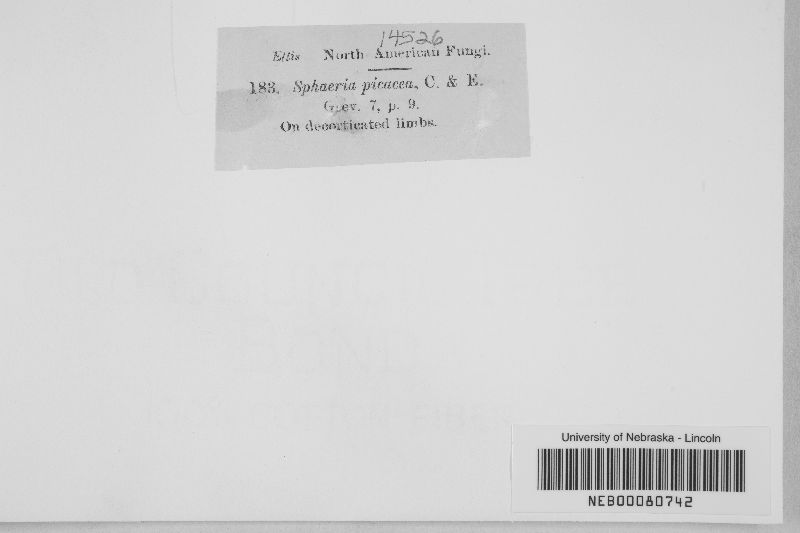 14526
Ellis North American Fungi.
183. Sphaeria picacea, C. & E.
Grev. 7, p. 9.
On decorticated limbs.
University of Nebraska - Lincoln
NEB00080742